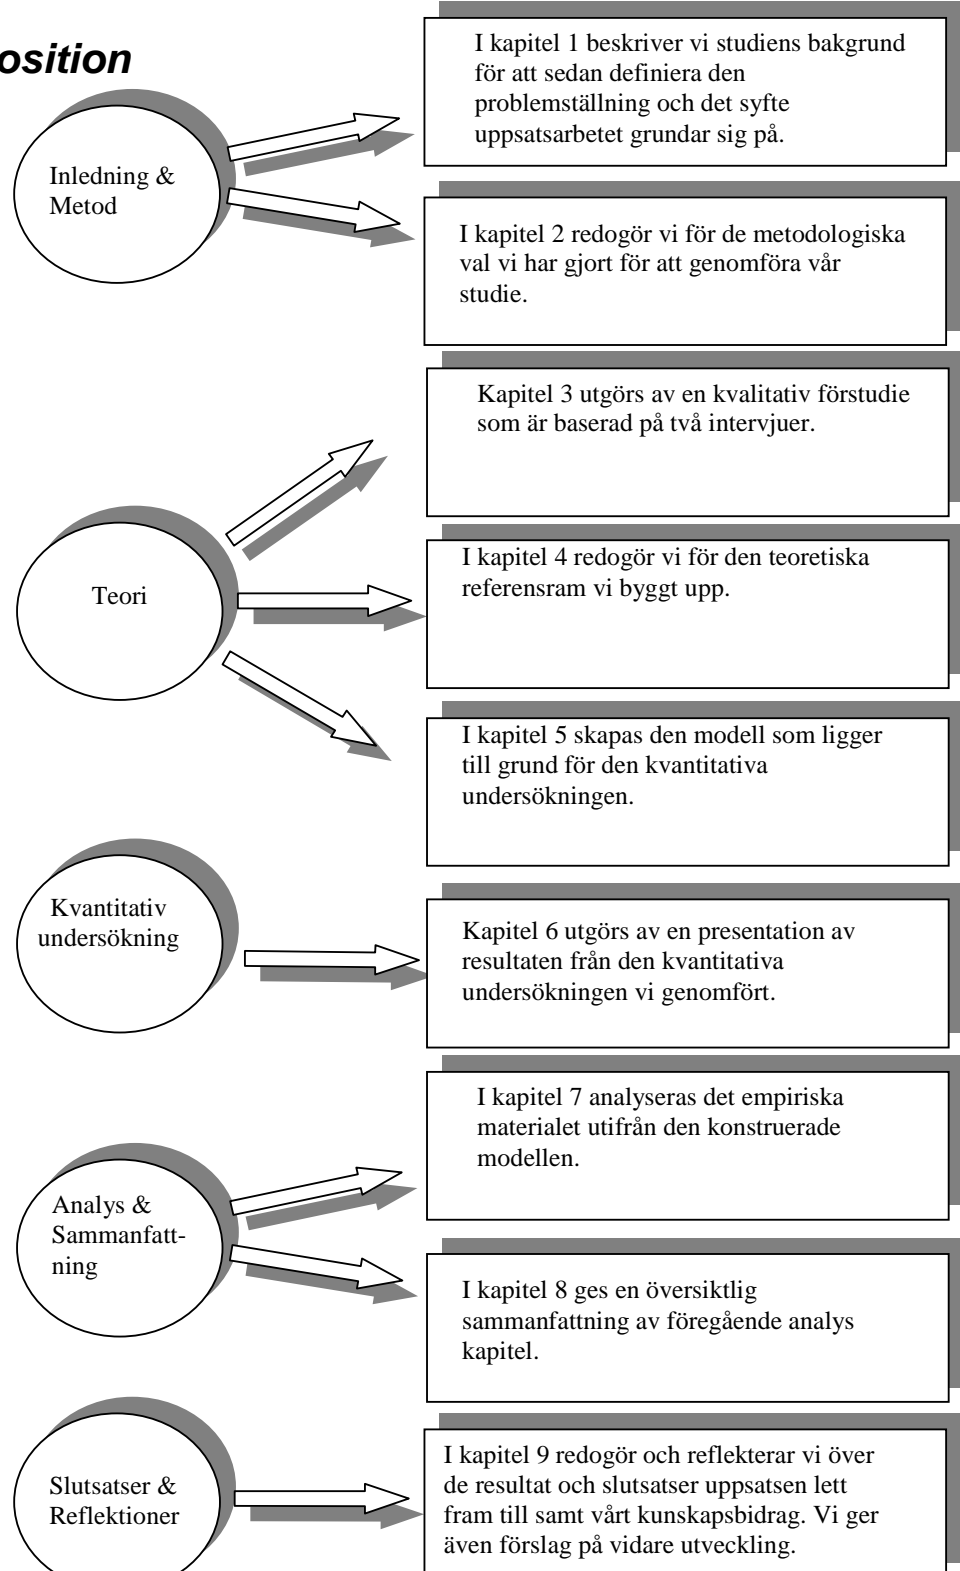 osition
I kapitel 1 beskriver vi studiens bakgrund
för att sedan definiera den
problemställning och det syfte
uppsatsarbetet grundar sig på.
Inledning &
Metod
I kapitel 2 redogör vi för de metodologiska
val vi har gjort för att genomföra vår
studie.
Kapitel 3 utgörs av en kvalitativ förstudie
som är baserad på två intervjuer.
Teori
I kapitel 4 redogör vi för den teoretiska
referensram vi byggt upp.
I kapitel 5 skapas den modell som ligger
till grund för den kvantitativa
undersökningen.
Kvantitativ
undersökning
Kapitel 6 utgörs av en presentation av
resultaten från den kvantitativa
undersökningen vi genomfört.
I kapitel 7 analyseras det empiriska
materialet utifrån den konstruerade
modellen.
Analys &
Sammanfatt-
ning
I kapitel 8 ges en översiktlig
sammanfattning av föregående analys
kapitel.
Slutsatser &
Reflektioner
I kapitel 9 redogör och reflekterar vi över
de resultat och slutsatser uppsatsen lett
fram till samt vårt kunskapsbidrag. Vi ger
även förslag på vidare utveckling.